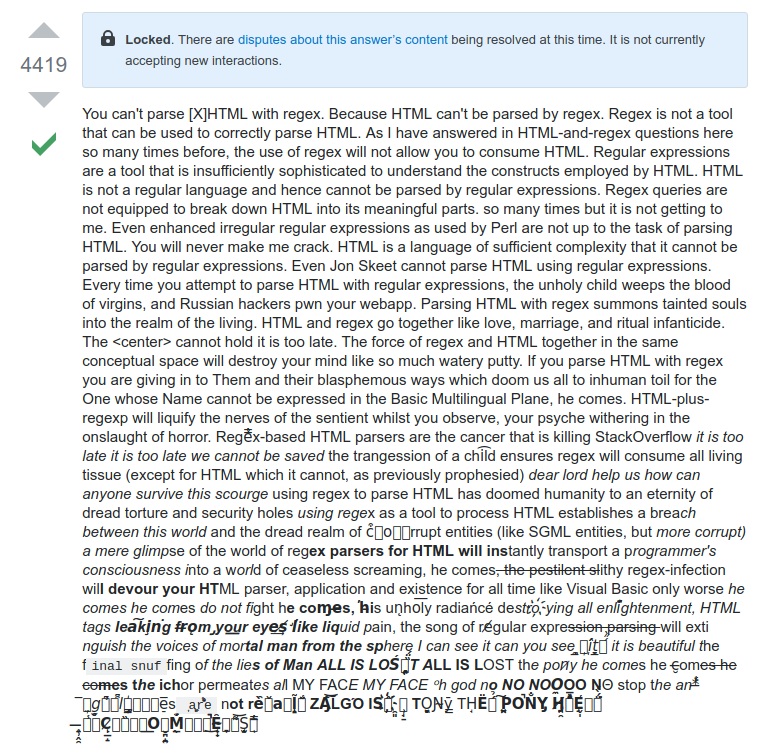 4419
Locked. There are disputes about this answer's content being resolved at this time. It is not currently
accepting new interactions.
You can't parse [X]HTML with regex. Because HTML can't be parsed by regex. Regex is not a tool
that can be used to correctly parse HTML. As I have answered in HTML-and-regex questions here
so many times before, the use of regex will not allow you to consume HTML. Regular expressions
are a tool that is insufficiently sophisticated to understand the constructs employed by HTML. HTML
is not a regular language and hence cannot be parsed by regular expressions. Regex queries are
not equipped to break down HTML into its meaningful parts. so many times but it is not getting to
me. Even enhanced irregular regular expressions as used by Perl are not up to the task of parsing
HTML. You will never make me crack. HTML is a language of sufficient complexity that it cannot be
parsed by regular expressions. Even Jon Skeet cannot parse HTML using regular expressions.
Every time you attempt to parse HTML with regular expressions, the unholy child weeps the blood
of virgins, and Russian hackers pwn your webapp. Parsing HTML with regex summons tainted souls
into the realm of the living. HTML and regex go together like love, marriage, and ritual infanticide.
The <center> cannot hold it is too late. The force of regex and HTML together in the same
conceptual space will destroy your mind like so much watery putty. If you parse HTML with regex
you are giving in to Them and their blasphemous ways which doom us all to inhuman toil for the
One whose Name cannot be expressed in the Basic Multilingual Plane, he comes. HTML-plus-
regexp will liquify the nerves of the sentient whilst you observe, your psyche withering in the
onslaught of horror. Regex-based HTML parsers are the cancer that is killing StackOverflow it is too
late it is too late we cannot be saved the trangession of a chi͡ld ensures regex will consume all living
tissue (except for HTML which it cannot, as previously prophesied) dear lord help us how can
anyone survive this scourge using regex to parse HTML has doomed humanity to an eternity of
dread torture and security holes using regex as a tool to process HTML establishes a breach
between this world and the dread realm of rrupt entities (like SGML entities, but more corrupt)
a mere glimpse of the world of regex parsers for HTML will instantly transport a programmer's
consciousness into a world of ceaseless screaming, he comes, the pestilent slithy regex-infection
will devour your HTML parser, application and existence for all time like Visual Basic only worse he
comes he comes do not fight he comes, his unholy radiańcé destroying all enlightenment, HTML
tags leaking from your eyes like liquid pain, the song of regular expression parsing will exti
nguish the voices of mortal man from the sphere I can see it can you see it it is beautiful the
f inal snuf fing of the lies of Man ALL IS LOST ALL IS LOST the pony he comes he comes he
comes the ichor permeates all MY FACE MY FACE ᵒh god no NO NOOOO NΘ stop the an
es are not re a ZALGO IS TO THE PONY HE